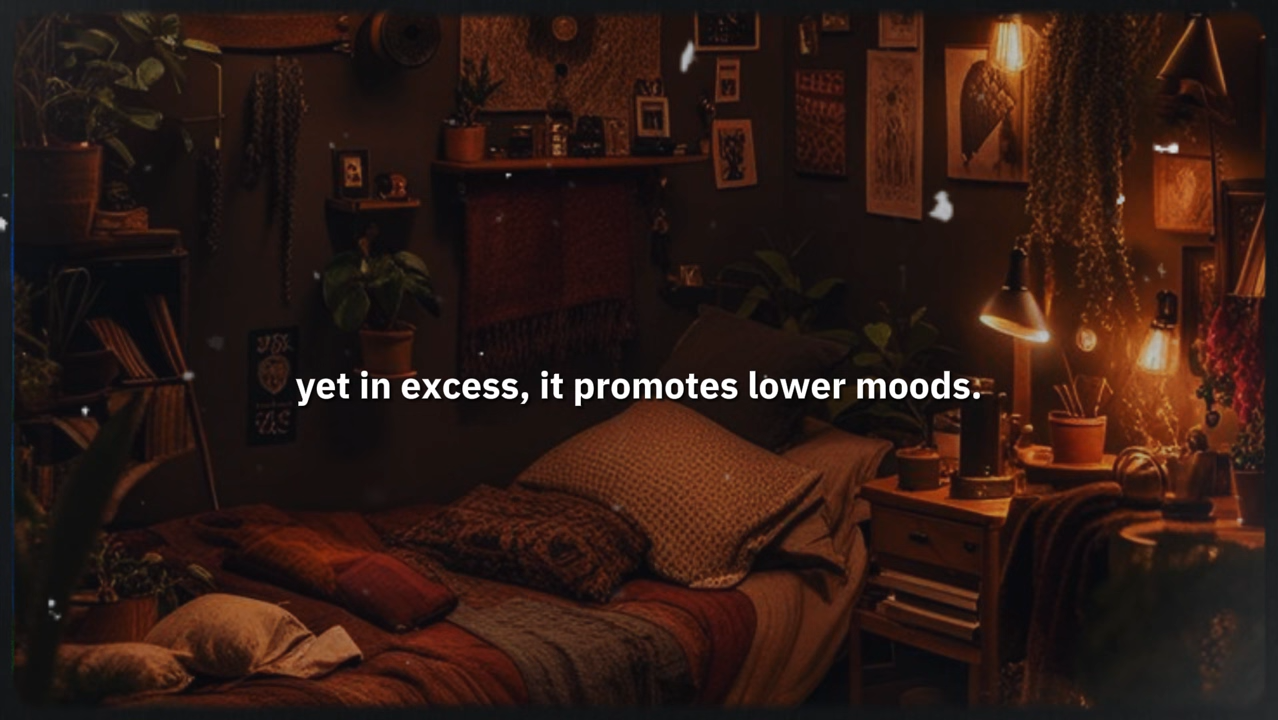 yet in excess, it promotes lower moods.